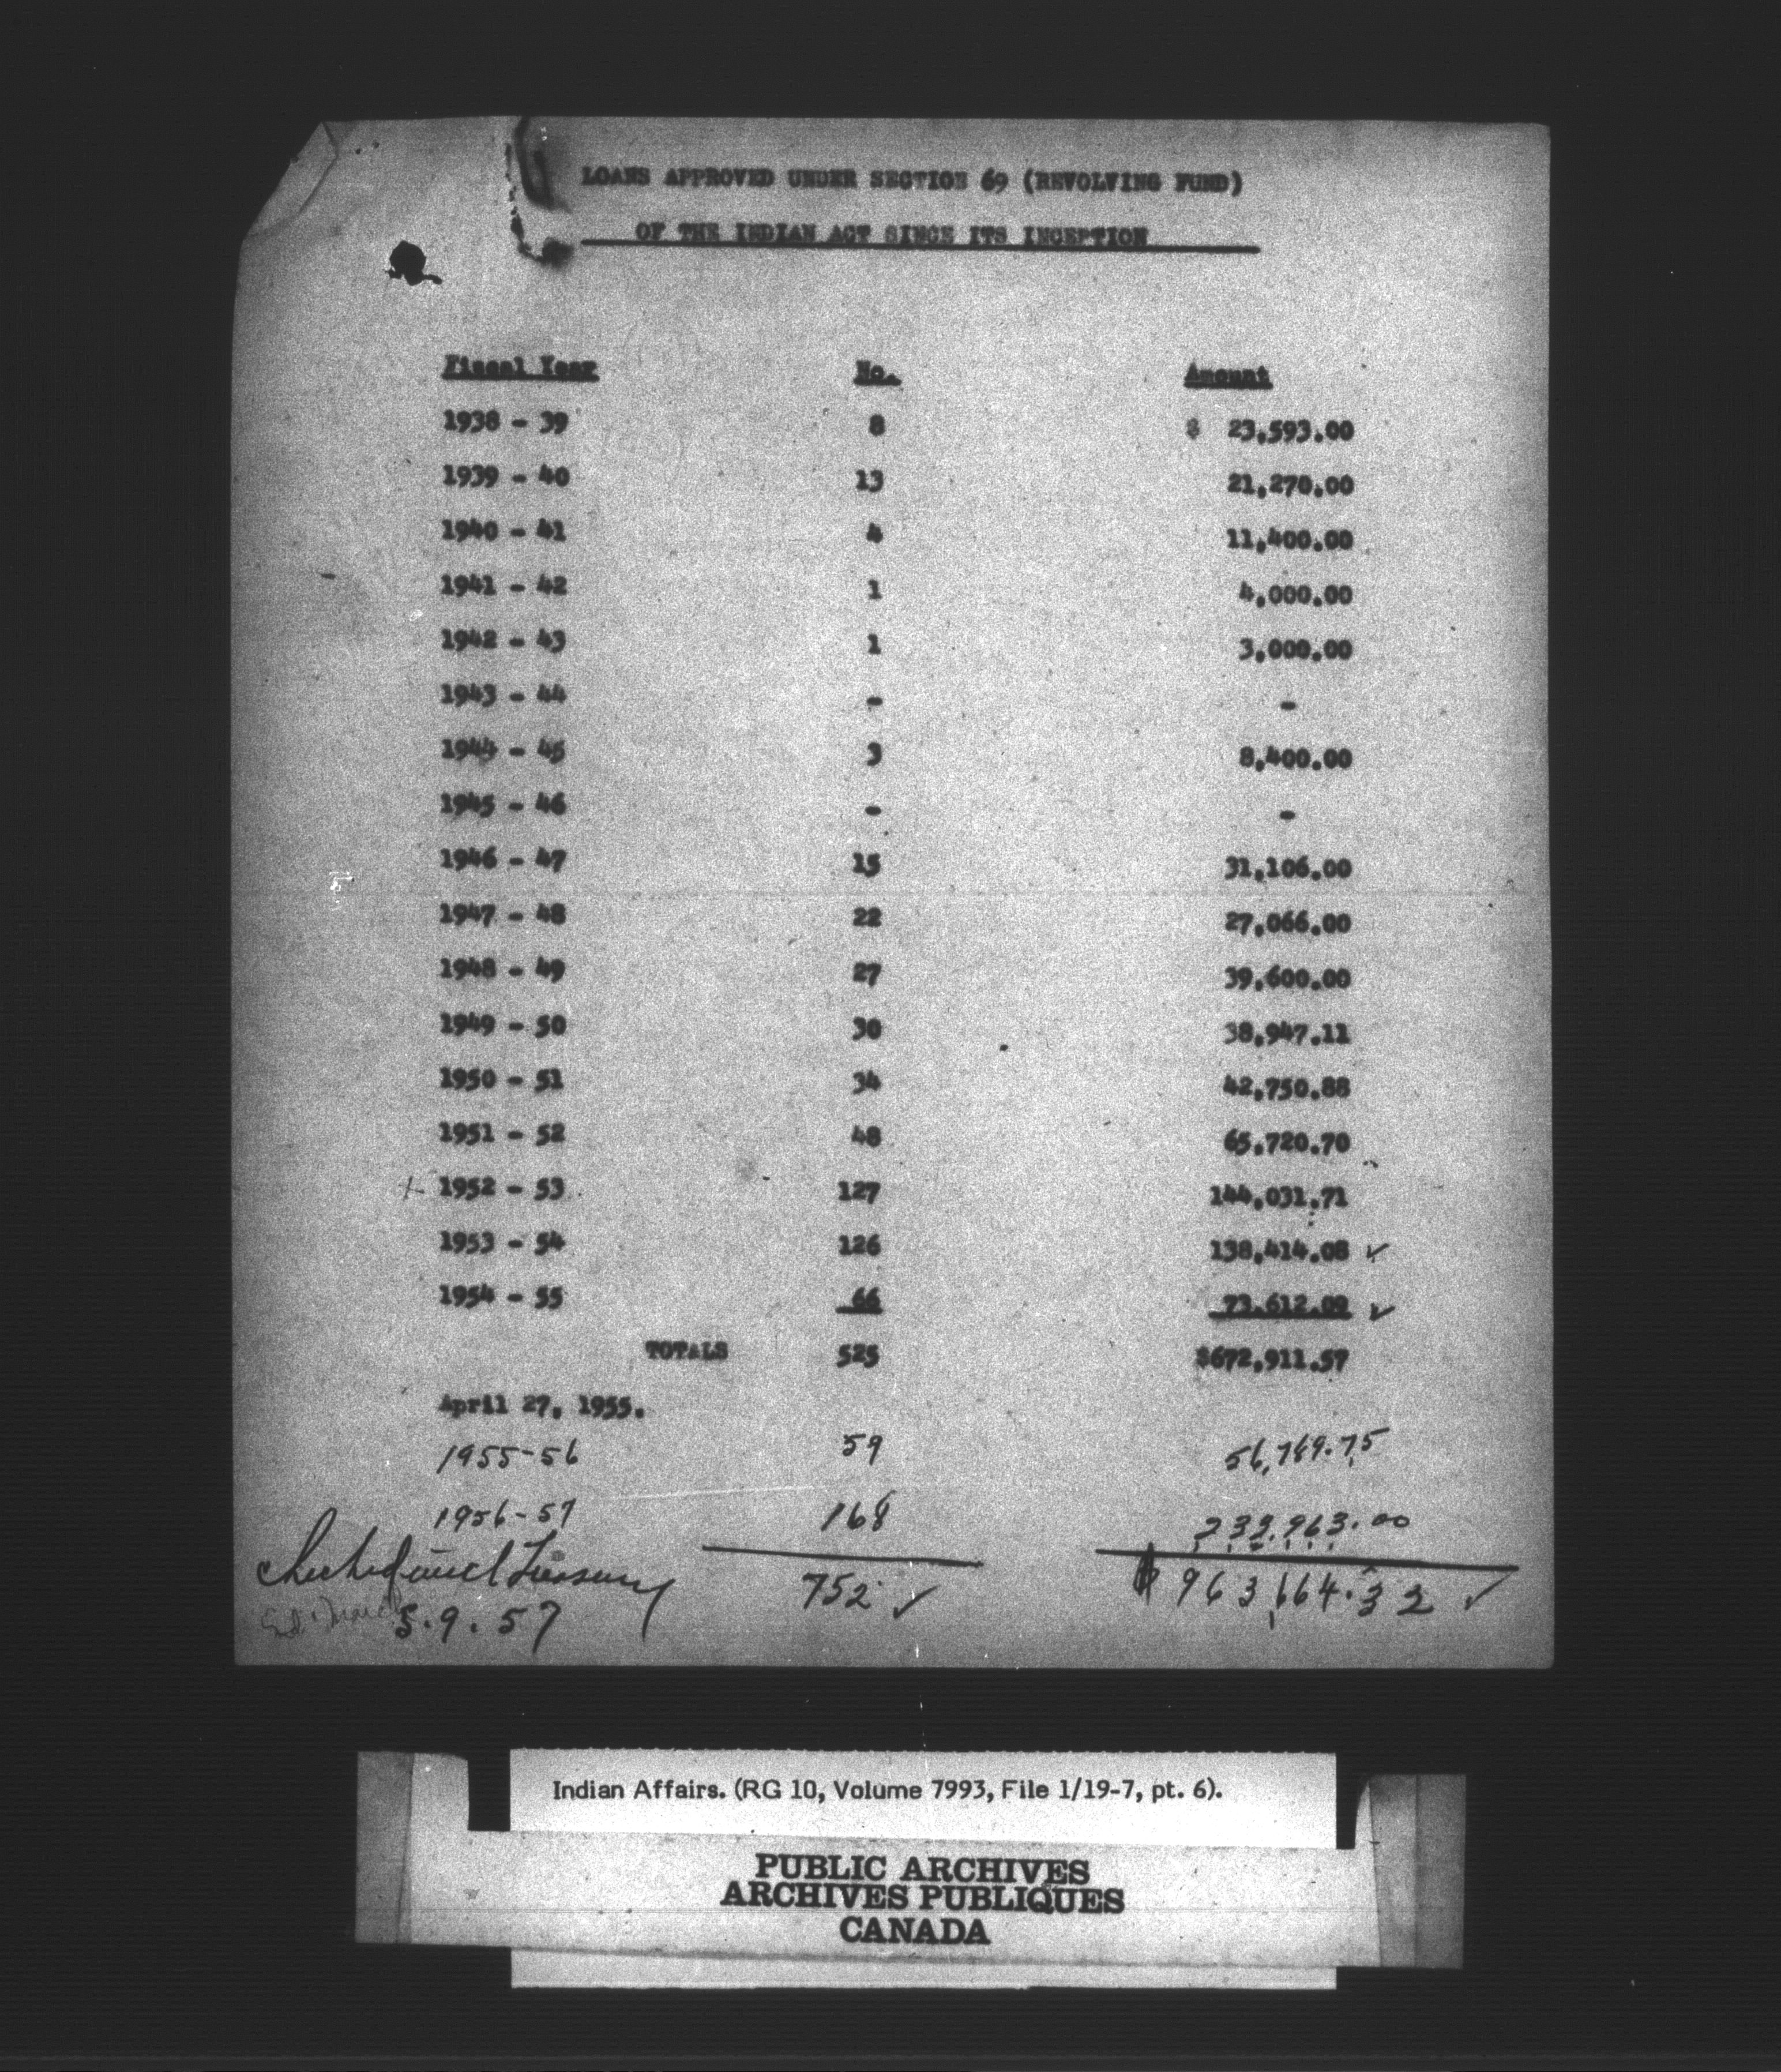 LOANS APPROVED UNDER SECTION 69 (REVOLVING FUND)
OF THE INDIAN ACT SINCE ITS INCEPTION
Fiscal Year No. Amount
1938 - 39 8 $ 23,593.00
1939 - 40 13 21,270.00
1940 - 41 4 11,400.00
1941 - 42 1 4,000.00
1942 - 43 1 3,000.00
1943 - 44 - -
1944 - 45 3 8,400.00
1945 - 46 - -
1946 - 47 15 31,106.00
1947 - 48 22 27,066.00
1948 - 49 27 39,600.00
1949 - 50 30 38,947.11
1950 - 51 34 42,750.88
1951 - 52 48 65,720.70
1952 - 53 127 144,031.71
1953 - 54 126 138,414.08 ✓
1954 - 55 66 73,612.09 ✓
TOTALS 525 $672,911.57
April 27, 1955.
1955-56 59 56,789.75
1956-57 168 233,963.00
Checked with Treasury 752 ✓ $ 963,664.32 ✓
5.9.57
Indian Affairs. (RG 10, Volume 7993, File 1/19-7, pt. 6).
PUBLIC ARCHIVES
ARCHIVES PUBLIQUES
CANADA